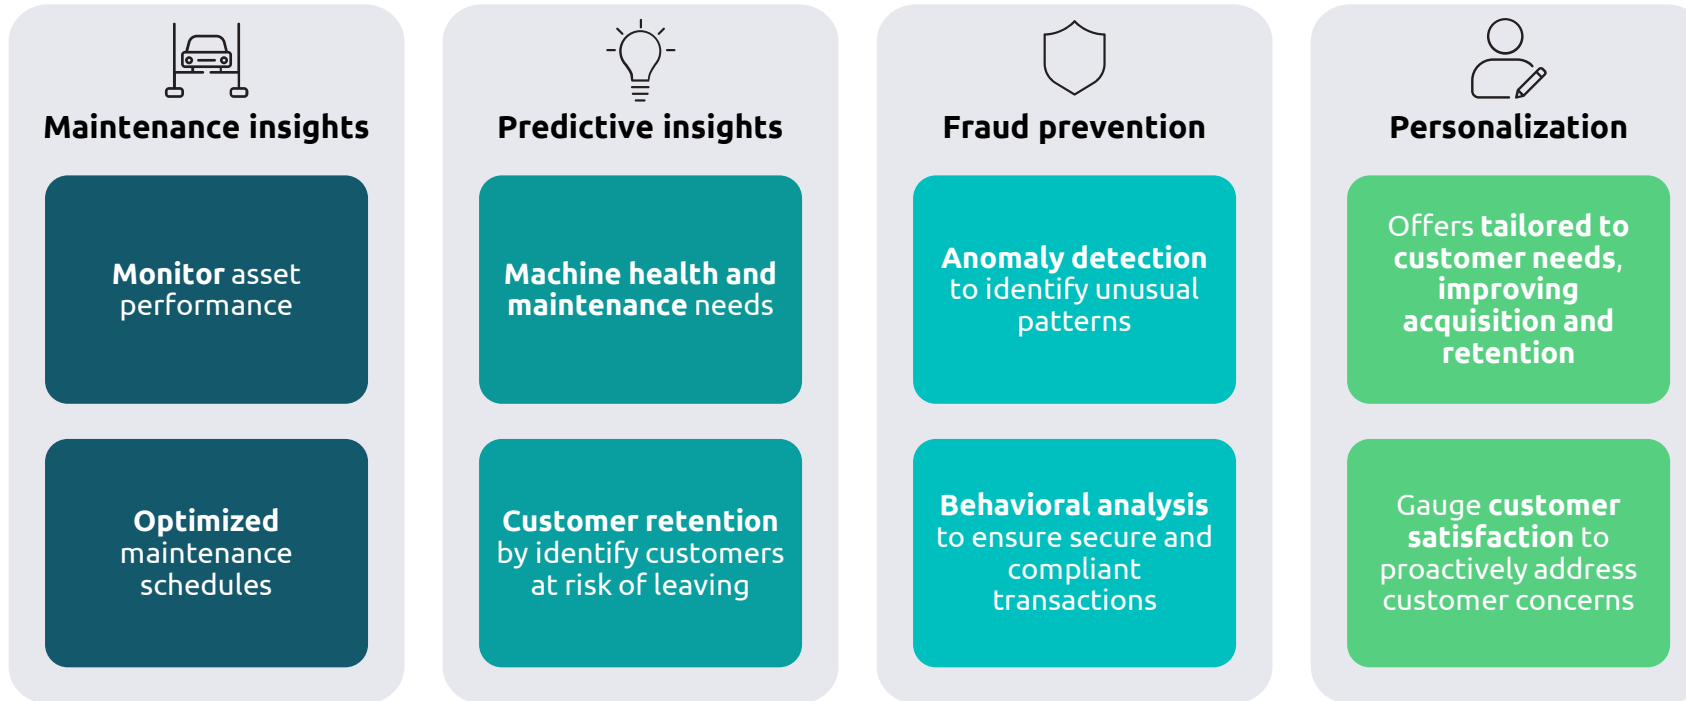 Maintenance insights
Monitor asset
performance
Optimized
maintenance
schedules
Predictive insights
Machine health and
maintenance needs
Customer retention
by identify customers
at risk of leaving
Fraud prevention
Anomaly detection
to identify unusual
patterns
Behavioral analysis
to ensure secure and
compliant
transactions
Personalization
Offers tailored to
customer needs,
improving
acquisition and
retention
Gauge customer
satisfaction to
proactively address
customer concerns